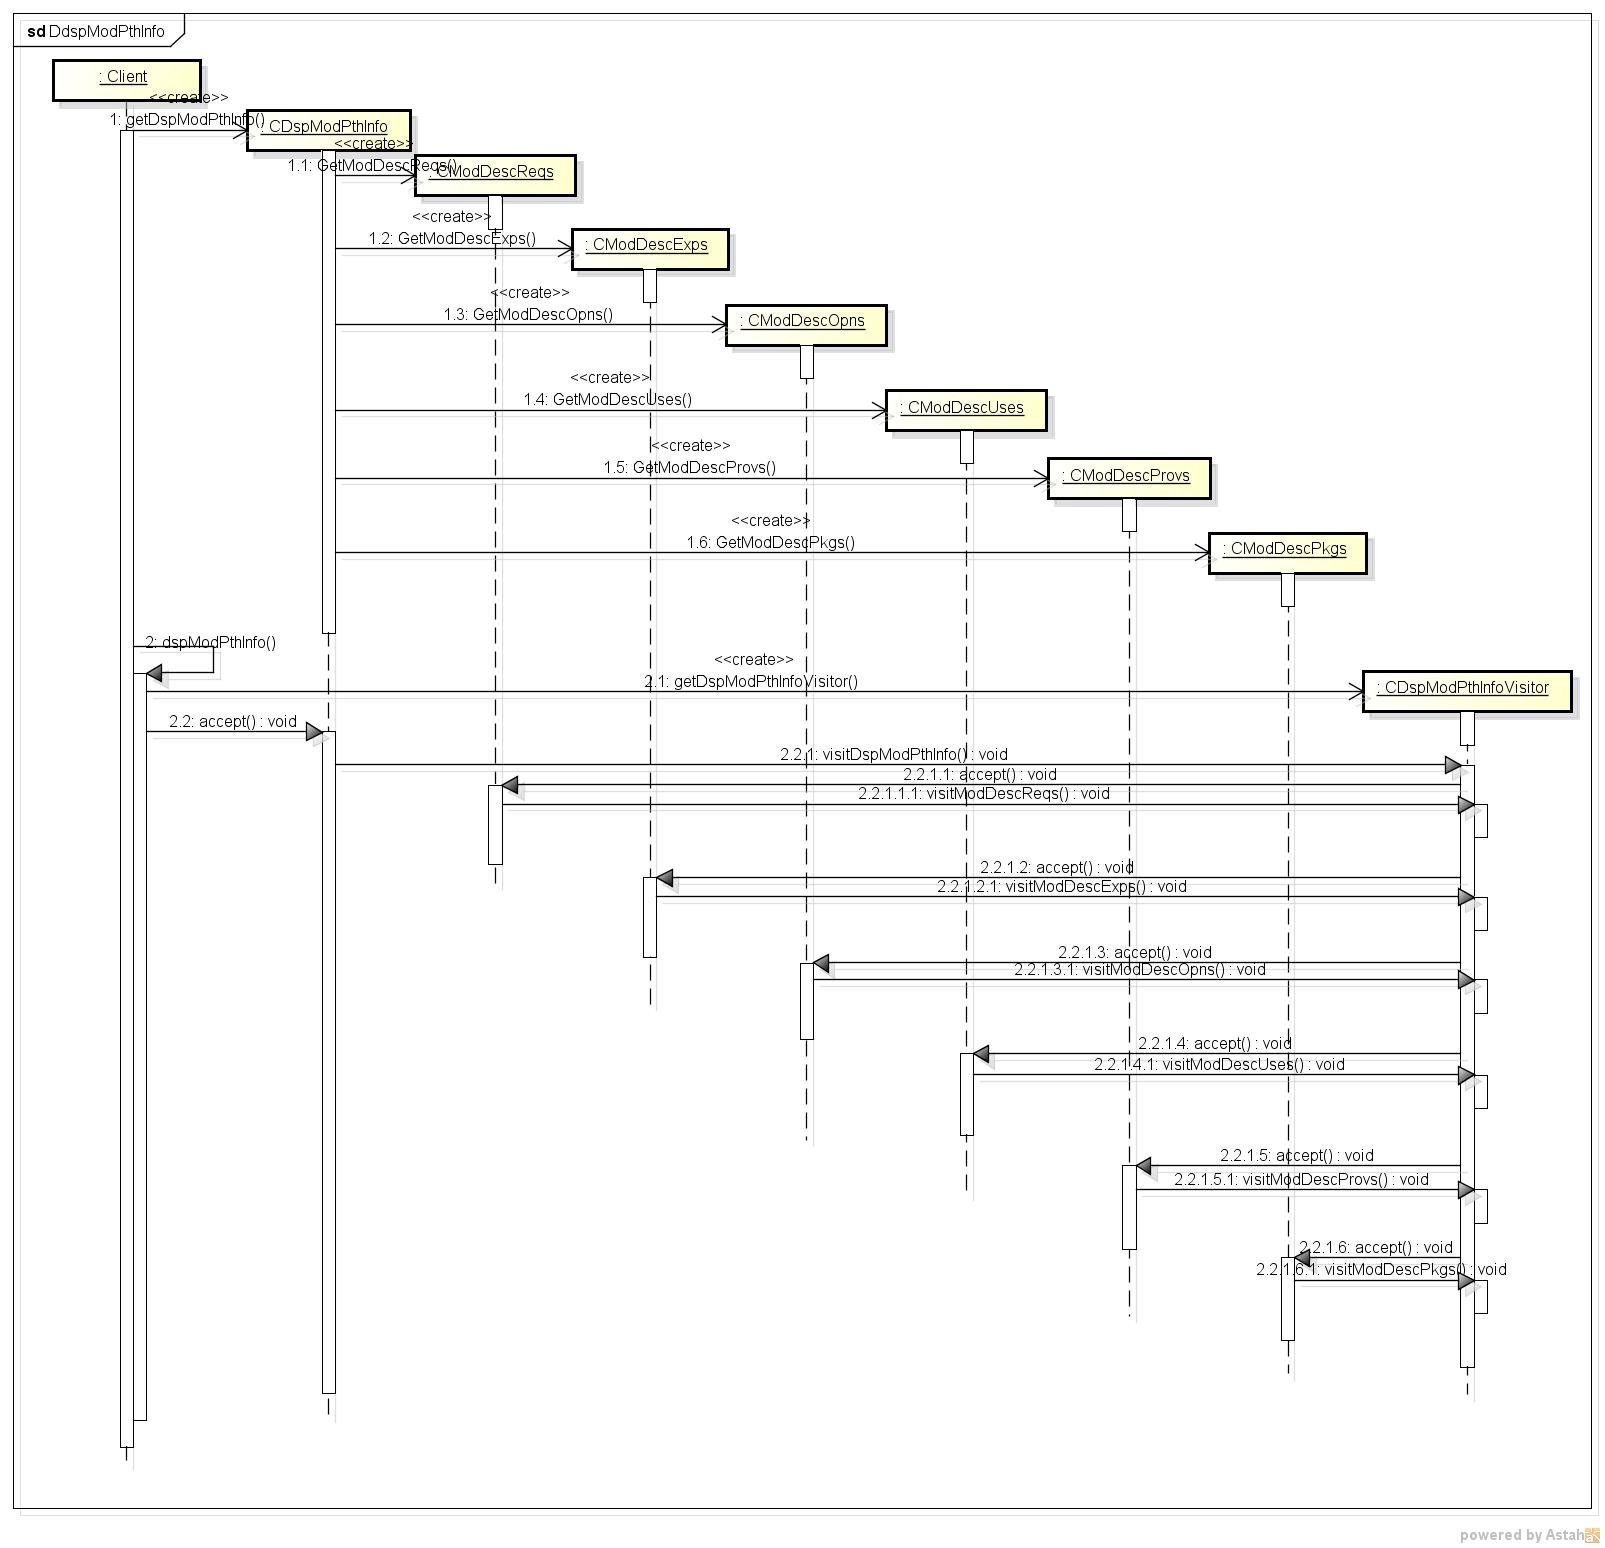 sd DdspModPthInfo
: Client
<<create>>
1: getDspModPthInfo()
: CDspModPthInfo
<<create>>
1.1: GetModDescReqs()
: CModDescReqs
<<create>>
1.2: GetModDescExps()
: CModDescExps
<<create>>
1.3: GetModDescOpns()
: CModDescOpns
<<create>>
1.4: GetModDescUses()
: CModDescUses
<<create>>
1.5: GetModDescProvs()
: CModDescProvs
<<create>>
1.6: GetModDescPkgs()
: CModDescPkgs
2: dspModPthInfo()
<<create>>
2.1: getDspModPthInfoVisitor()
: CDspModPthInfoVisitor
2.2: accept() : void
2.2.1: visitDspModPthInfo() : void
2.2.1.1: accept() : void
2.2.1.1.1: visitModDescReqs() : void
2.2.1.2: accept() : void
2.2.1.2.1: visitModDescExps() : void
2.2.1.3: accept() : void
2.2.1.3.1: visitModDescOpns() : void
2.2.1.4: accept() : void
2.2.1.4.1: visitModDescUses() : void
2.2.1.5: accept() : void
2.2.1.5.1: visitModDescProvs() : void
2.2.1.6: accept() : void
2.2.1.6.1: visitModDescPkgs() : void
powered by Astah